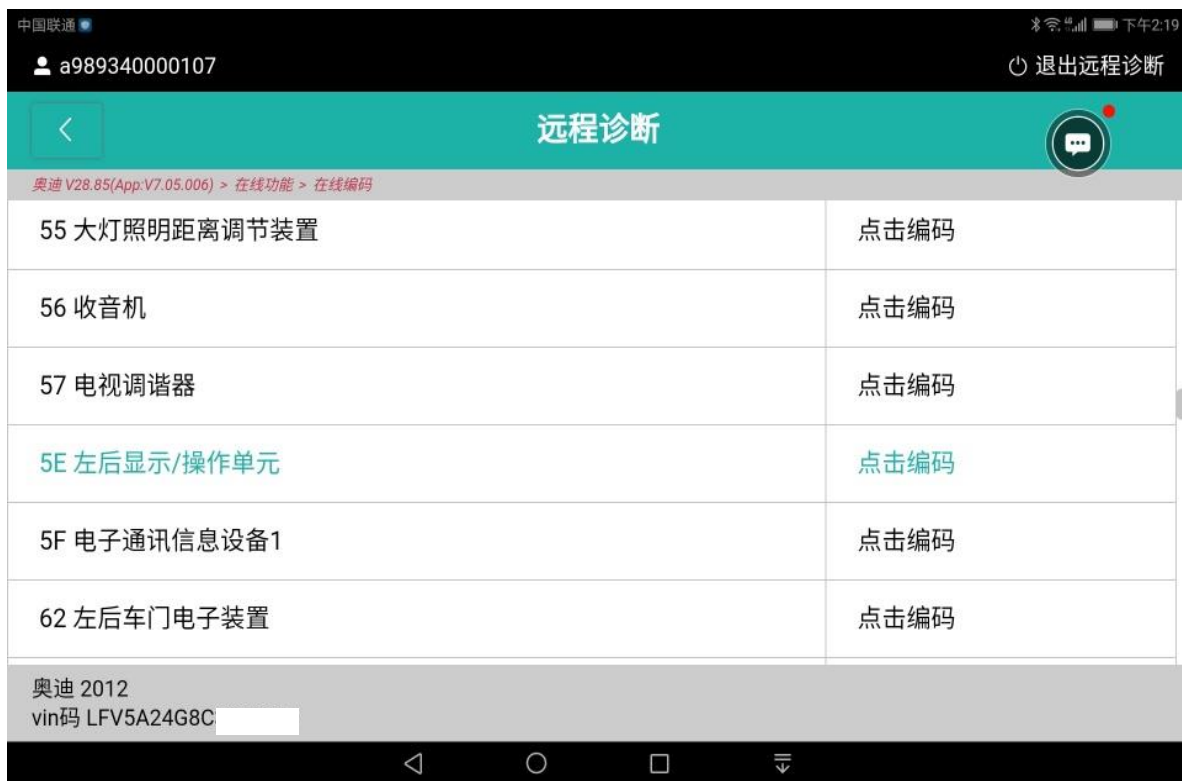 中国联通 4G 下午2:19
a989340000107 退出远程诊断
远程诊断
奥迪 V28.85(App:V7.05.006) > 在线功能 > 在线编码
55 大灯照明距离调节装置 点击编码
56 收音机 点击编码
57 电视调谐器 点击编码
5E 左后显示/操作单元 点击编码
5F 电子通讯信息设备1 点击编码
62 左后车门电子装置 点击编码
奥迪 2012
vin码 LFV5A24G8C